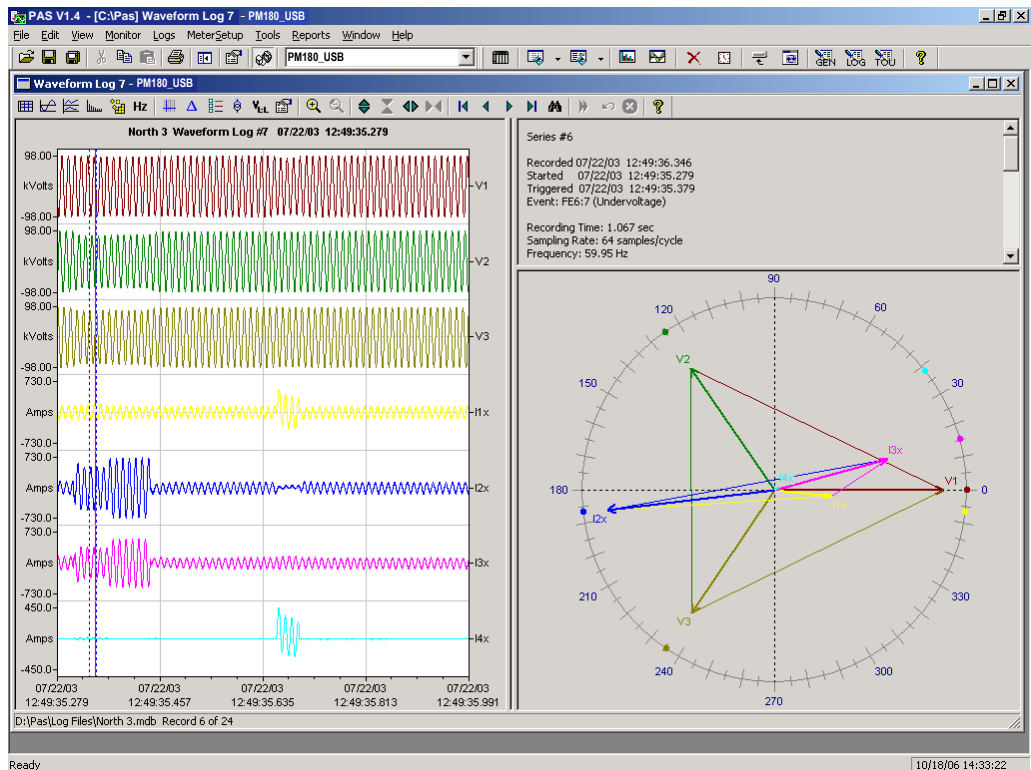 PAS V1.4 - [C:\Pas] Waveform Log 7 - PM180_USB
File Edit View Monitor Logs MeterSetup Tools Reports Window Help
PM180_USB
GEN LOG TOU
Waveform Log 7 - PM180_USB
Hz
North 3 Waveform Log #7 07/22/03 12:49:35.279
98.00
kVolts
V1
-98.00
98.00
kVolts
V2
-98.00
98.00
kVolts
V3
-98.00
730.0
Amps
I1x
-730.0
730.0
Amps
I2x
-730.0
730.0
Amps
I3x
-730.0
450.0
Amps
I4x
-450.0
07/22/03 07/22/03 07/22/03 07/22/03 07/22/03
12:49:35.279 12:49:35.457 12:49:35.635 12:49:35.813 12:49:35.991
Series #6
Recorded 07/22/03 12:49:36.346
Started 07/22/03 12:49:35.279
Triggered 07/22/03 12:49:35.379
Event: FE6:7 (Undervoltage)
Recording Time: 1.067 sec
Sampling Rate: 64 samples/cycle
Frequency: 59.95 Hz
90
120
60
V2
150
30
I3x
180
V1
0
I2x
210
330
V3
240
300
270
D:\Pas\Log Files\North 3.mdb Record 6 of 24
Ready
10/18/06 14:33:22